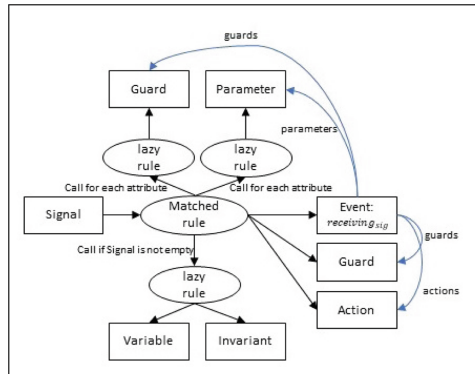 guards
Guard
Parameter
parameters
lazy
rule
lazy
rule
Call for each attribute
Call for each attribute
Signal
Matched
rule
Event:
receiving_sig
guards
Call if Signal is not empty
Guard
lazy
rule
actions
Action
Variable
Invariant